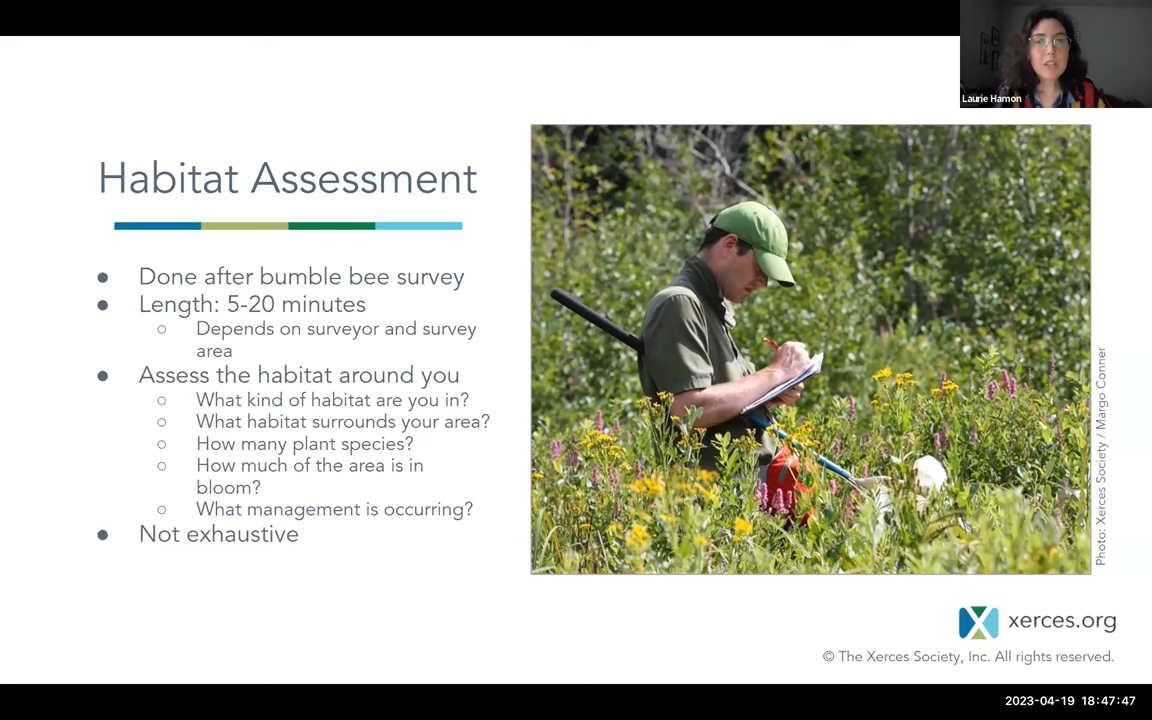 Laurie Hamon
Habitat Assessment
● Done after bumble bee survey
● Length: 5-20 minutes
○ Depends on surveyor and survey
area
● Assess the habitat around you
○ What kind of habitat are you in?
○ What habitat surrounds your area?
○ How many plant species?
○ How much of the area is in
bloom?
○ What management is occurring?
● Not exhaustive
Photo: Xerces Society / Margo Conner
xerces.org
© The Xerces Society, Inc. All rights reserved.
2023-04-19 18:47:47